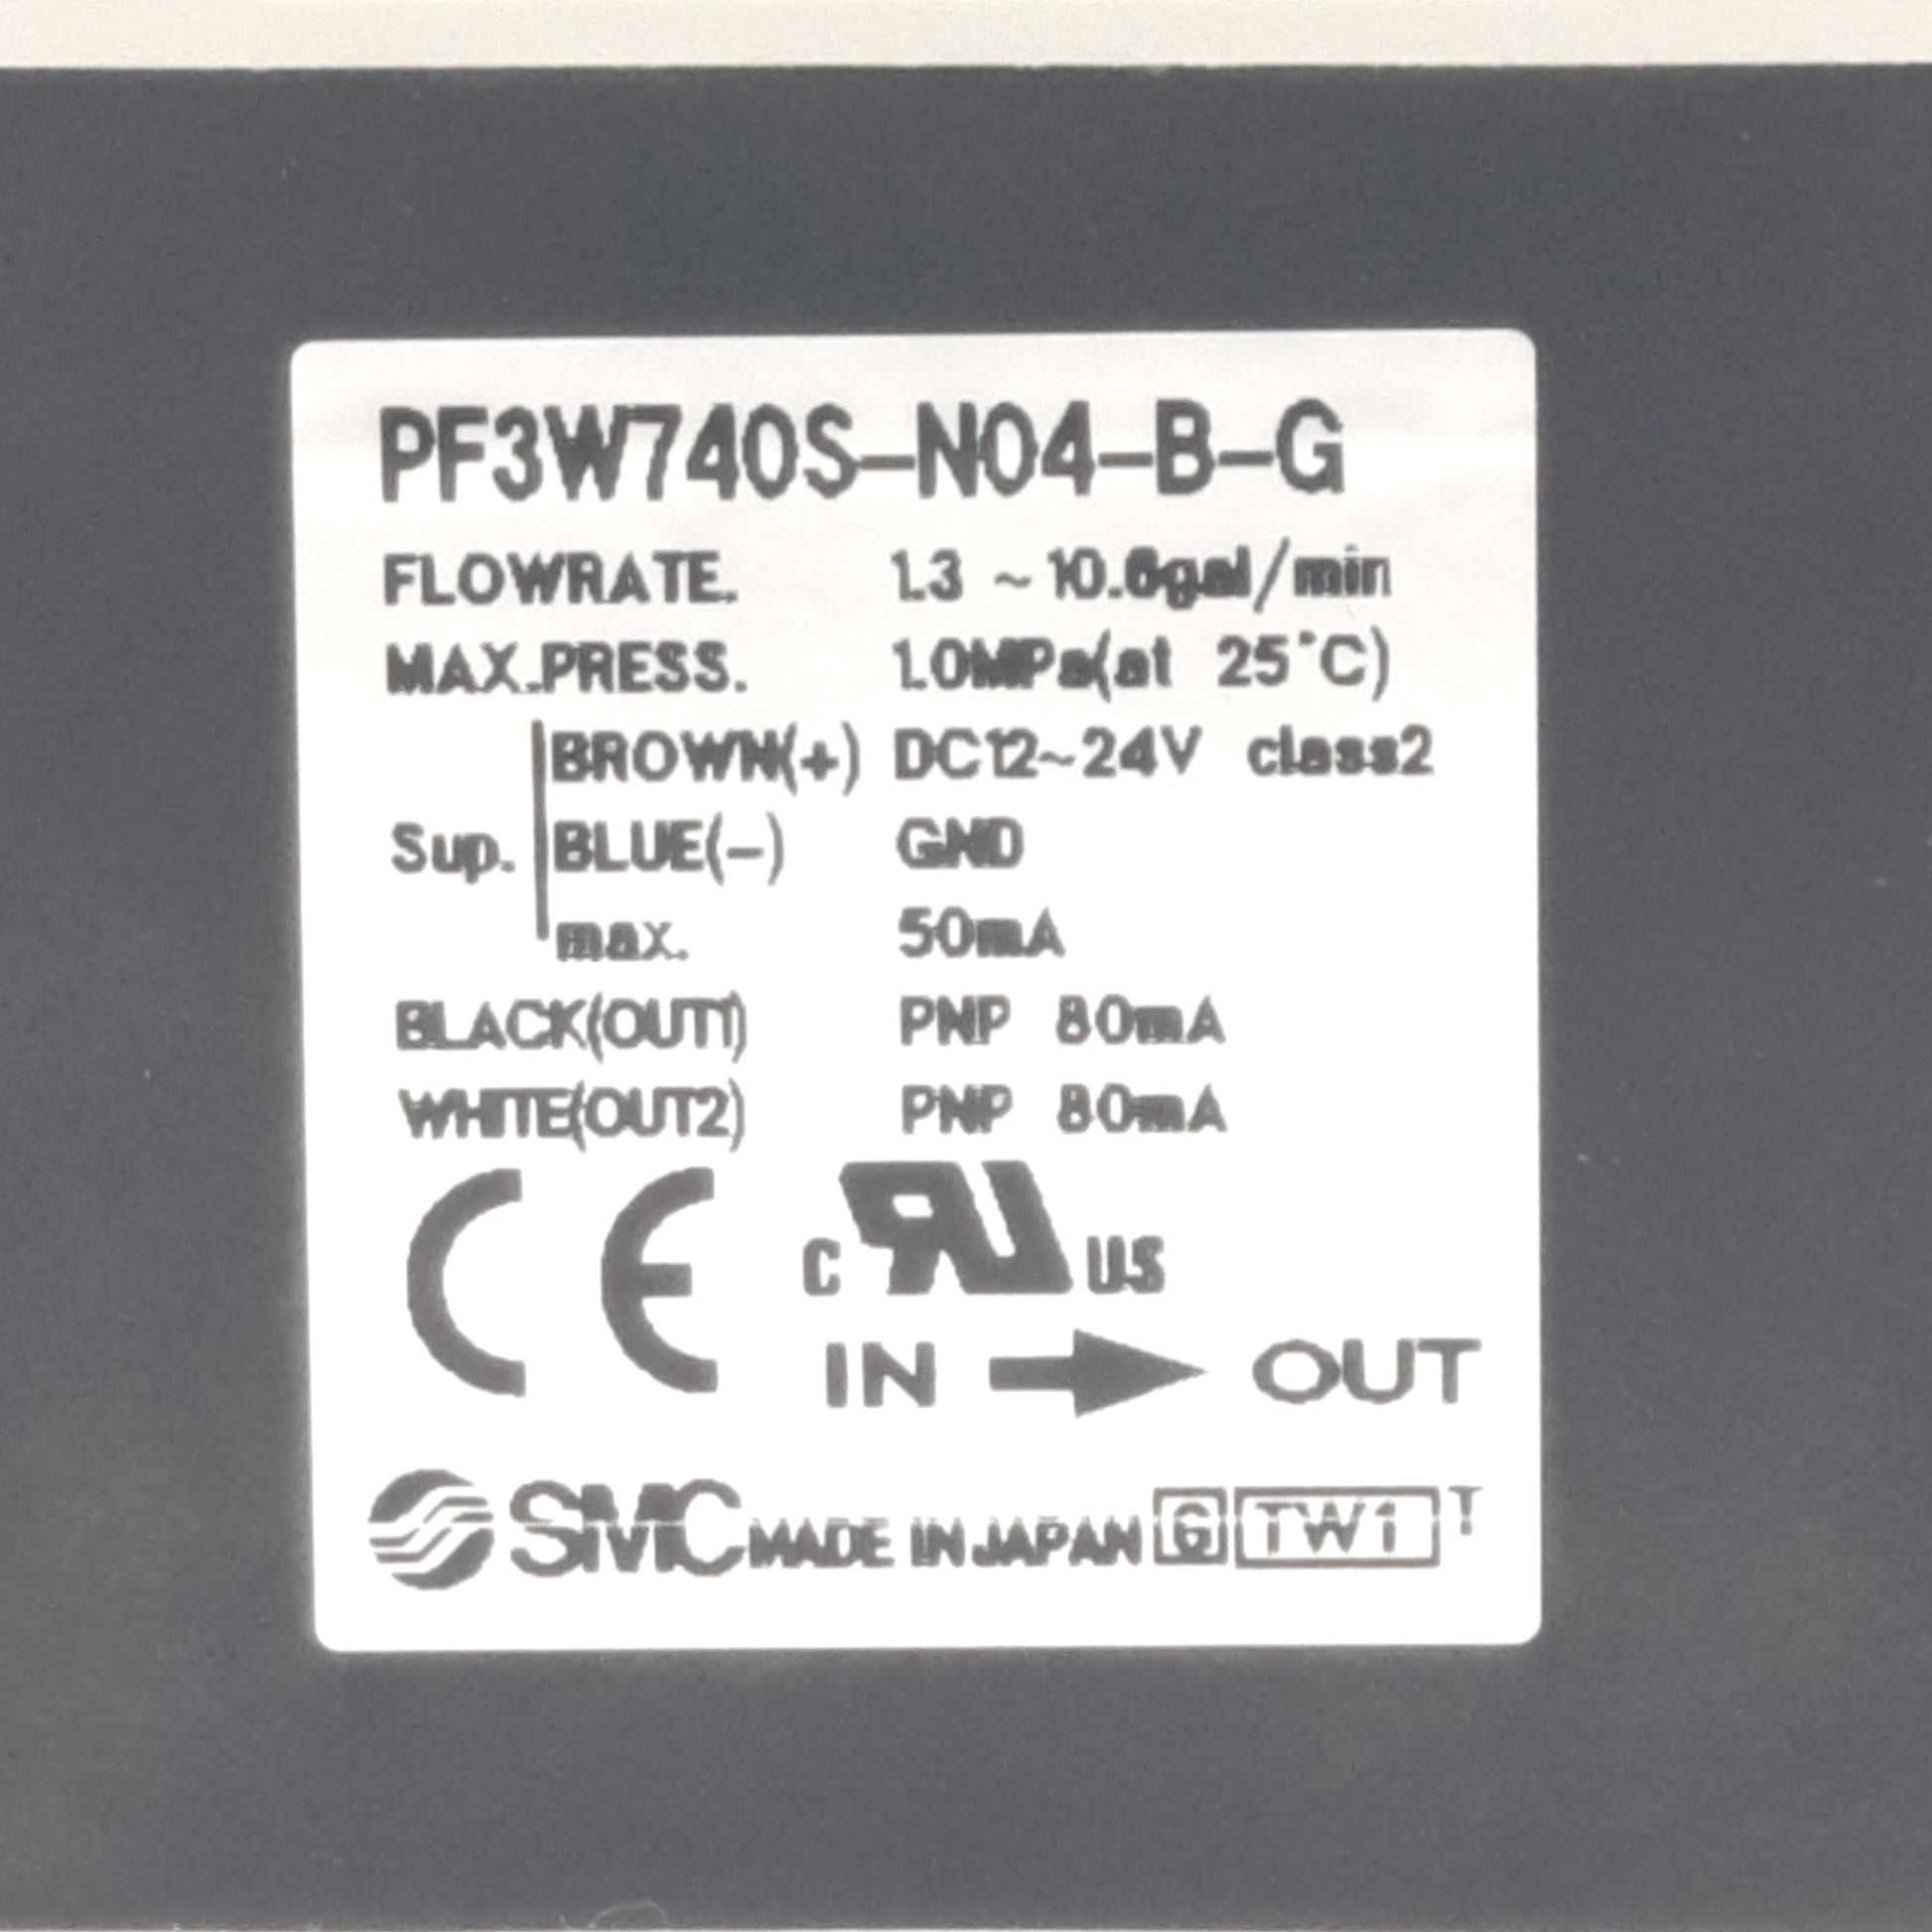 PF3W740S-N04-B-G
FLOWRATE. 1.3 ~ 10.6gal/min
MAX.PRESS. 1.0MPa(at 25°C)
BROWN(+) DC12~24V class2
Sup. BLUE(-) GND
max. 50mA
BLACK(OUT1) PNP 80mA
WHITE(OUT2) PNP 80mA
CE c RU US
IN → OUT
SMC MADE IN JAPAN G TW1 T